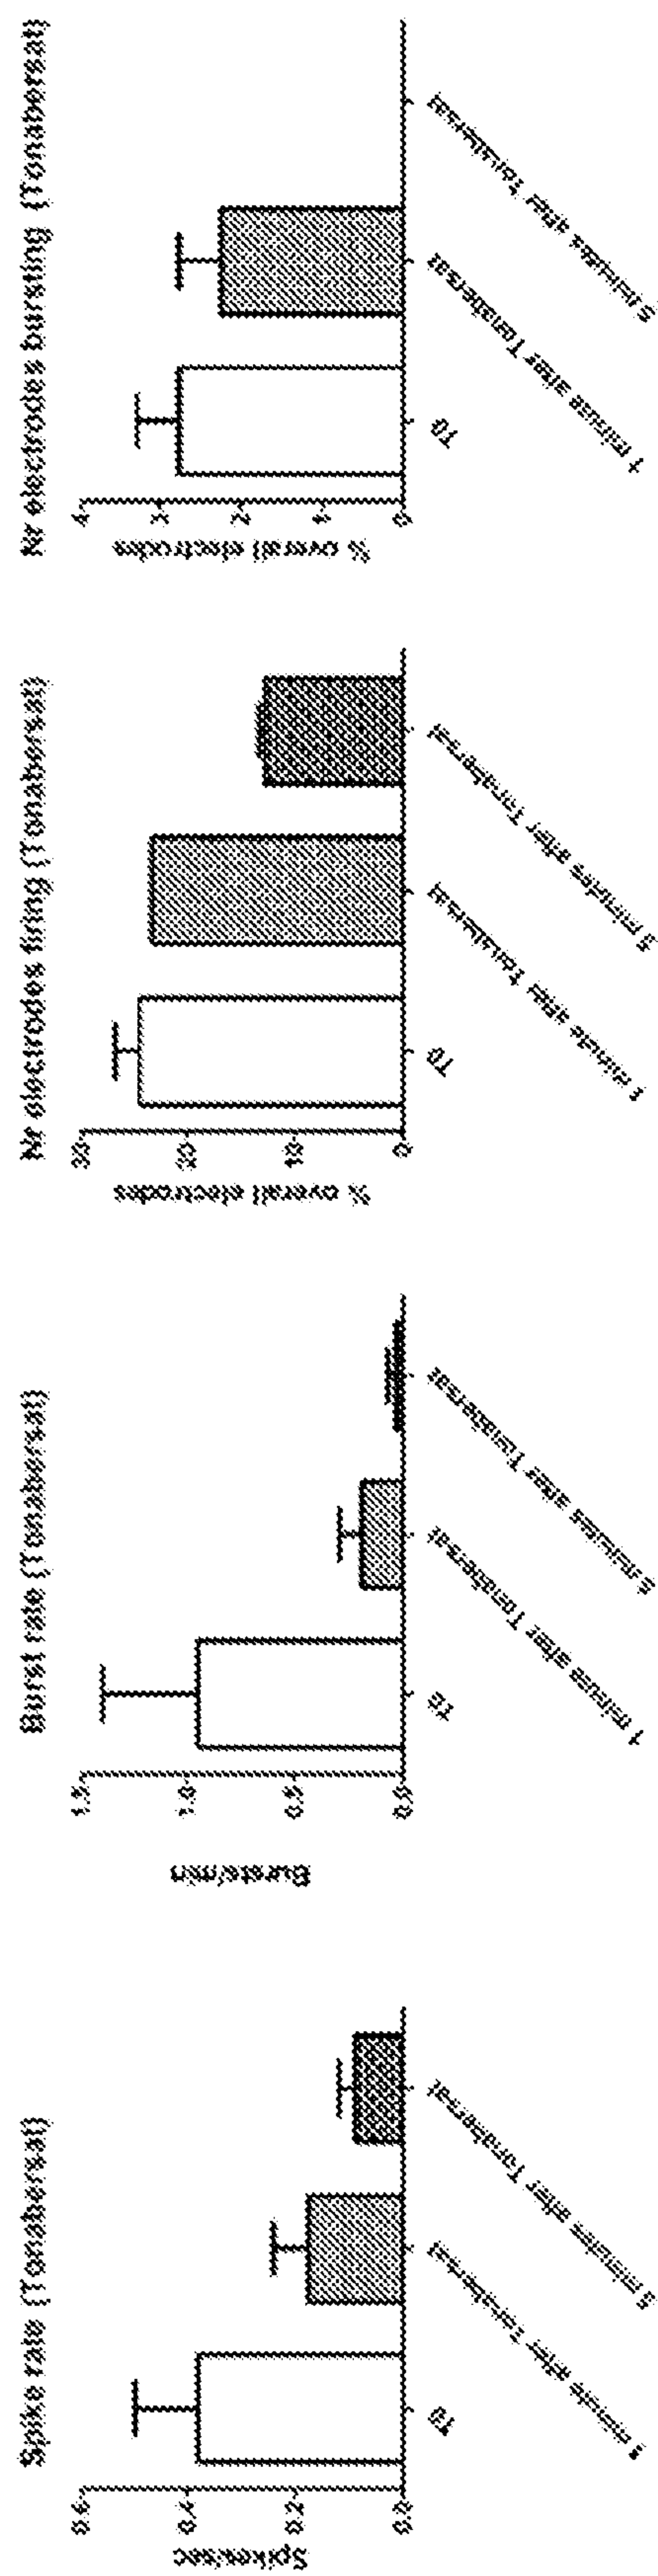 Spike rate (Tonabersat)
Spikes/sec
0.6
0.4
0.2
0.0
T0
1 minute after Tonabersat
5 minutes after Tonabersat
Burst rate (Tonabersat)
Bursts/min
1.5
1.0
0.5
0.0
T0
1 minute after Tonabersat
5 minutes after Tonabersat
Nr electrodes firing (Tonabersat)
% overall electrodes
30
20
10
0
T0
1 minute after Tonabersat
5 minutes after Tonabersat
Nr electrodes bursting (Tonabersat)
% overall electrodes
4
3
2
1
0
T0
1 minute after Tonabersat
5 minutes after Tonabersat